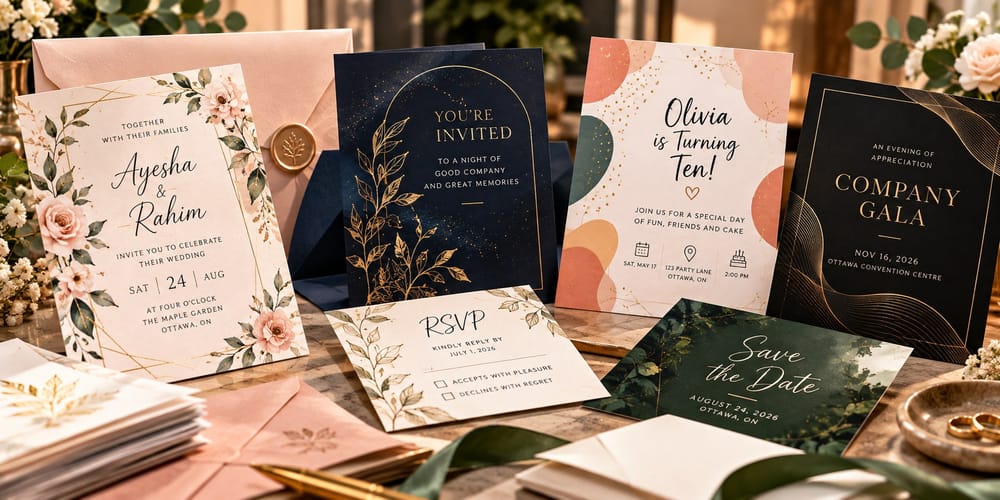 TOGETHER
WITH THEIR FAMILIES
Ayesha
&
Rahim
INVITE YOU TO CELEBRATE
THEIR WEDDING
SAT | 24 | AUG
AT FOUR O'CLOCK
THE MAPLE GARDEN
OTTAWA, ON
YOU'RE
INVITED
TO A NIGHT OF
GOOD COMPANY
AND GREAT MEMORIES
Olivia
is Turning
Ten!
JOIN US FOR A SPECIAL DAY
OF FUN, FRIENDS AND CAKE
SAT, MAY 17
123 PARTY LANE
OTTAWA, ON
2:00 PM
AN EVENING OF
APPRECIATION
COMPANY
GALA
NOV 16, 2026
OTTAWA CONVENTION CENTRE
RSVP
KINDLY REPLY BY
JULY 1, 2026
ACCEPTS WITH PLEASURE
DECLINES WITH REGRET
Save
the Date
AUGUST 24, 2026
OTTAWA, ON